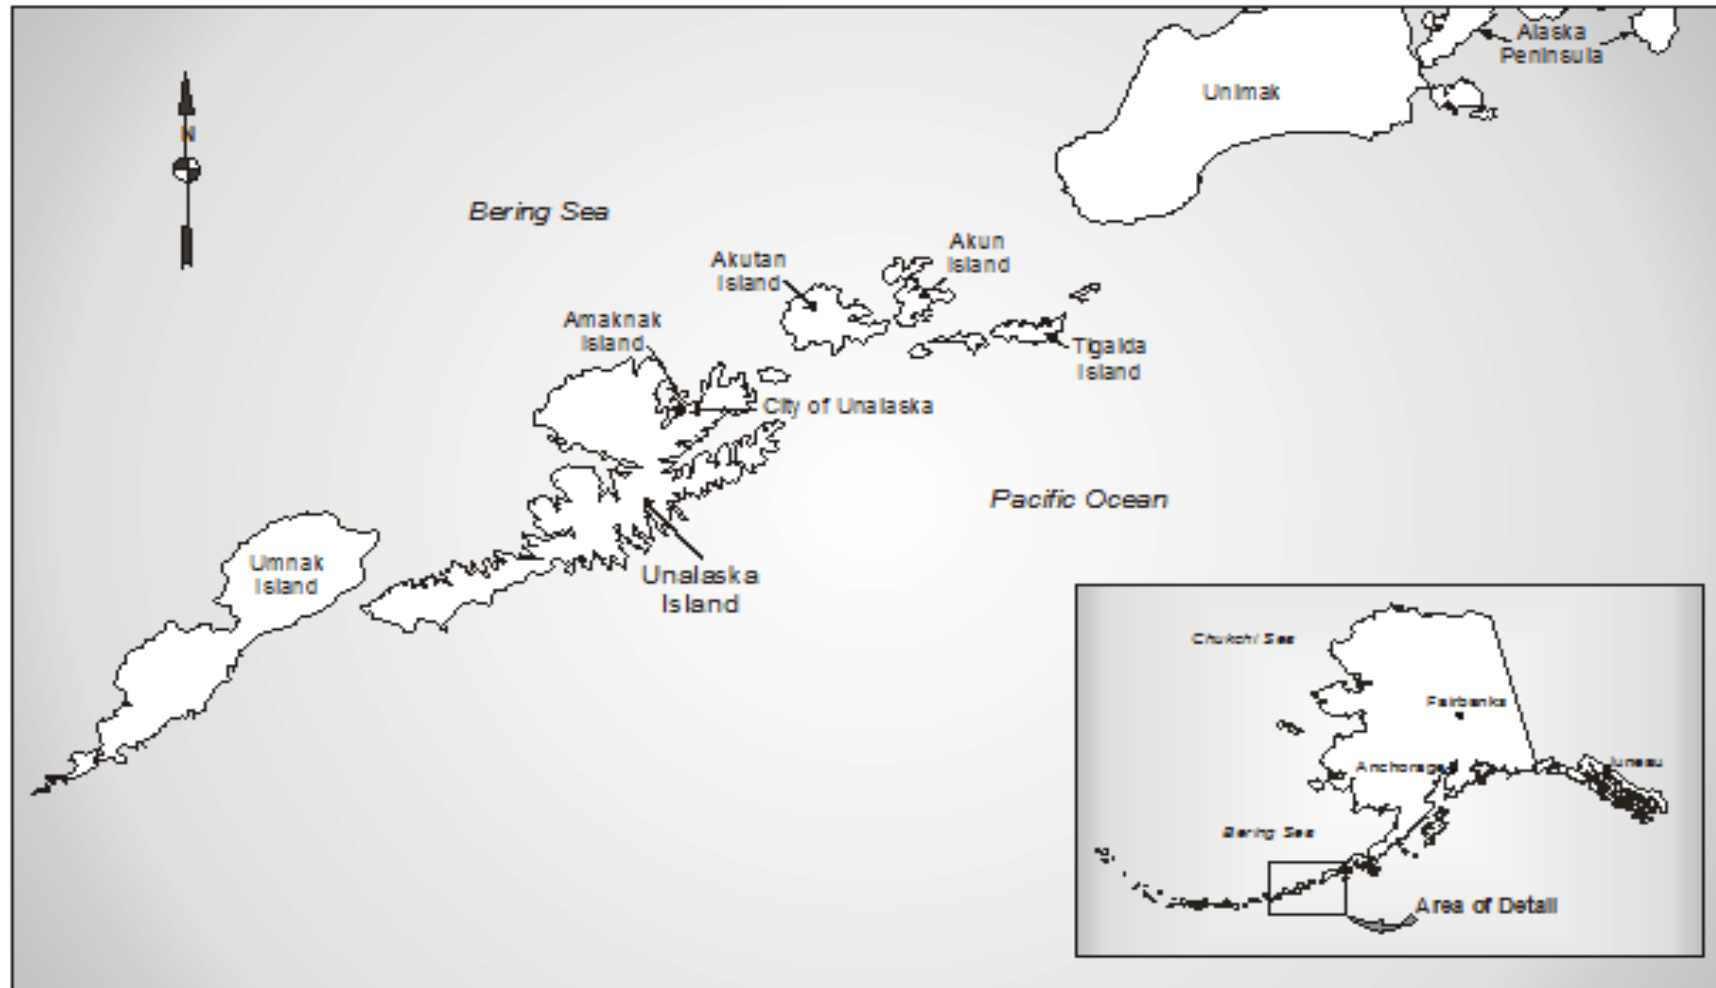 Alaska
Peninsula
Unimak
N
Bering Sea
Akun
Island
Akutan
Island
Amaknak
Island
Tigalda
Island
City of Unalaska
Pacific Ocean
Umnak
Island
Unalaska
Island
Chukchi Sea
Fairbanks
Anchorage
Juneau
Bering Sea
Area of Detail